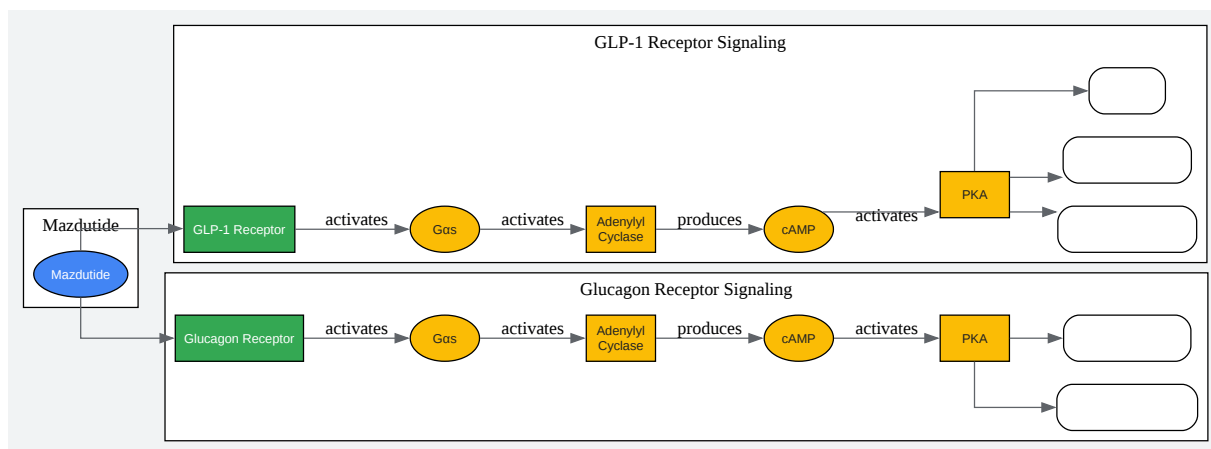 GLP-1 Receptor Signaling
PKA
Mazdutide
GLP-1 Receptor
activates
Gαs
activates
Adenylyl
Cyclase
produces
cAMP
activates
Mazdutide
Glucagon Receptor Signaling
Glucagon Receptor
activates
Gαs
activates
Adenylyl
Cyclase
produces
cAMP
activates
PKA